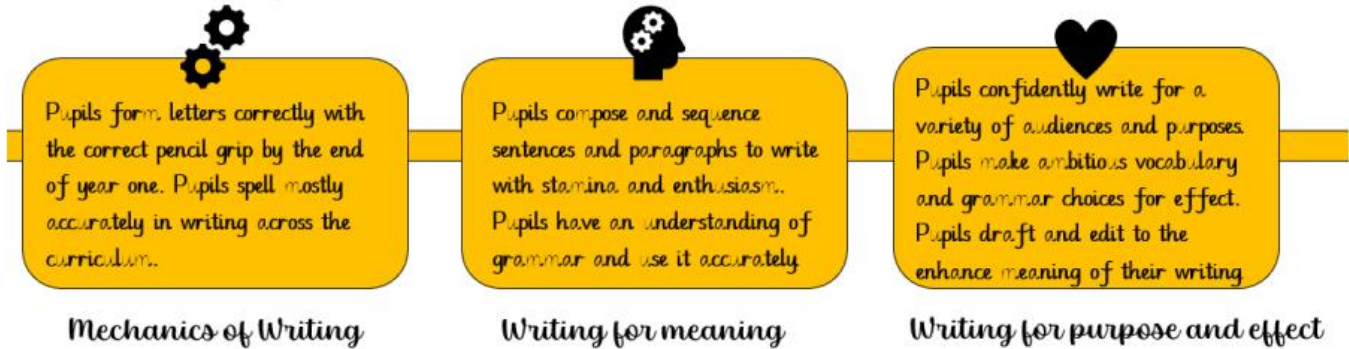 Pupils form letters correctly with
the correct pencil grip by the end
of year one. Pupils spell mostly
accurately in writing across the
curriculum.
Mechanics of Writing
Pupils compose and sequence
sentences and paragraphs to write
with stamina and enthusiasm.
Pupils have an understanding of
grammar and use it accurately
Writing for meaning
Pupils confidently write for a
variety of audiences and purposes.
Pupils make ambitious vocabulary
and grammar choices for effect.
Pupils draft and edit to the
enhance meaning of their writing
Writing for purpose and effect